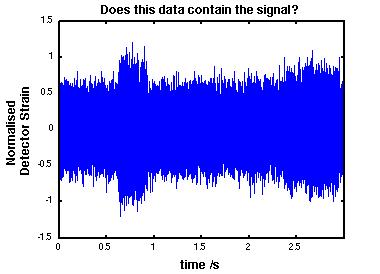 Does this data contain the signal?
1.5
1
0.5
0
-0.5
-1
-1.5
Normalised
Detector Strain
0 0.5 1 1.5 2 2.5
time /s